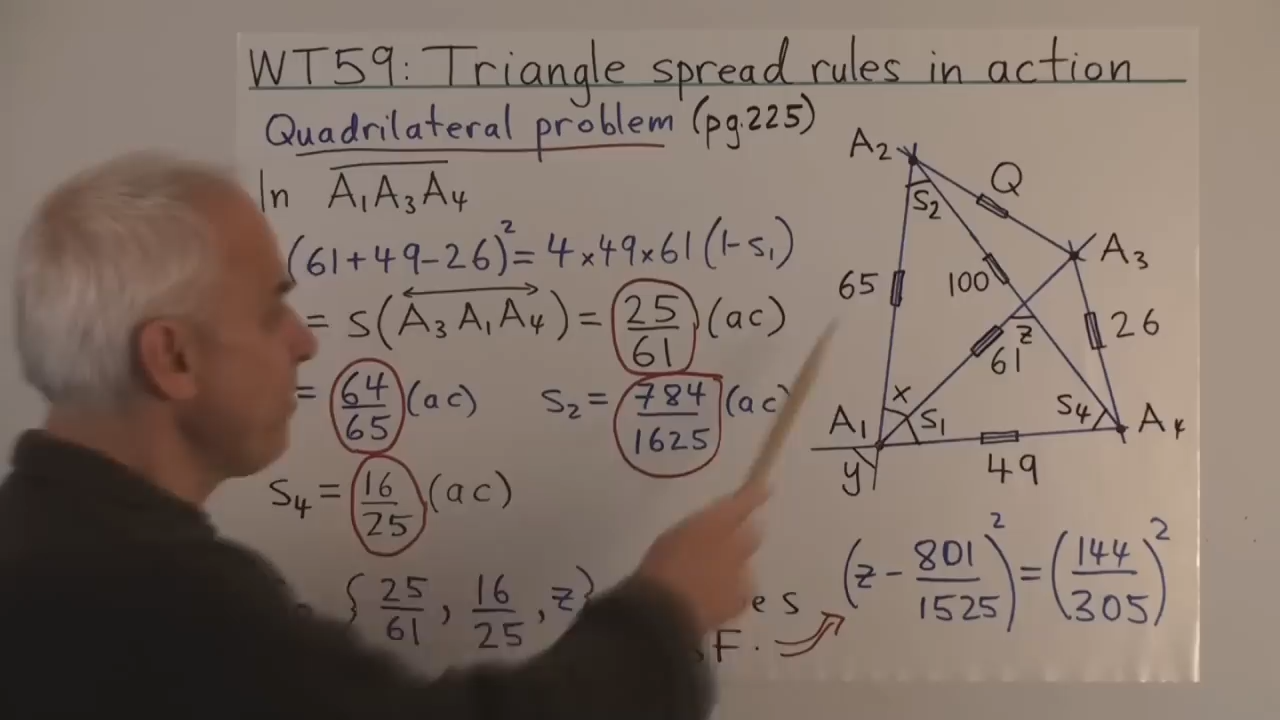 WT59: Triangle spread rules in action
Quadrilateral problem (pg.225)
In A₁A₃A₄
(61+49-26)²=4×49×61(1-s₁)
= s(A₃A₁A₄) = 25/61 (ac)
= 64/65 (ac) s₂ = 784/1625 (ac)
s₄ = 16/25 (ac)
{25/61, 16/25, z} es
F.
(z - 801/1525)² = (144/305)²
A₂
Q
s₂
A₃
65
100
26
z
61
x
s₄
A₁
s₁
A₄
y
49